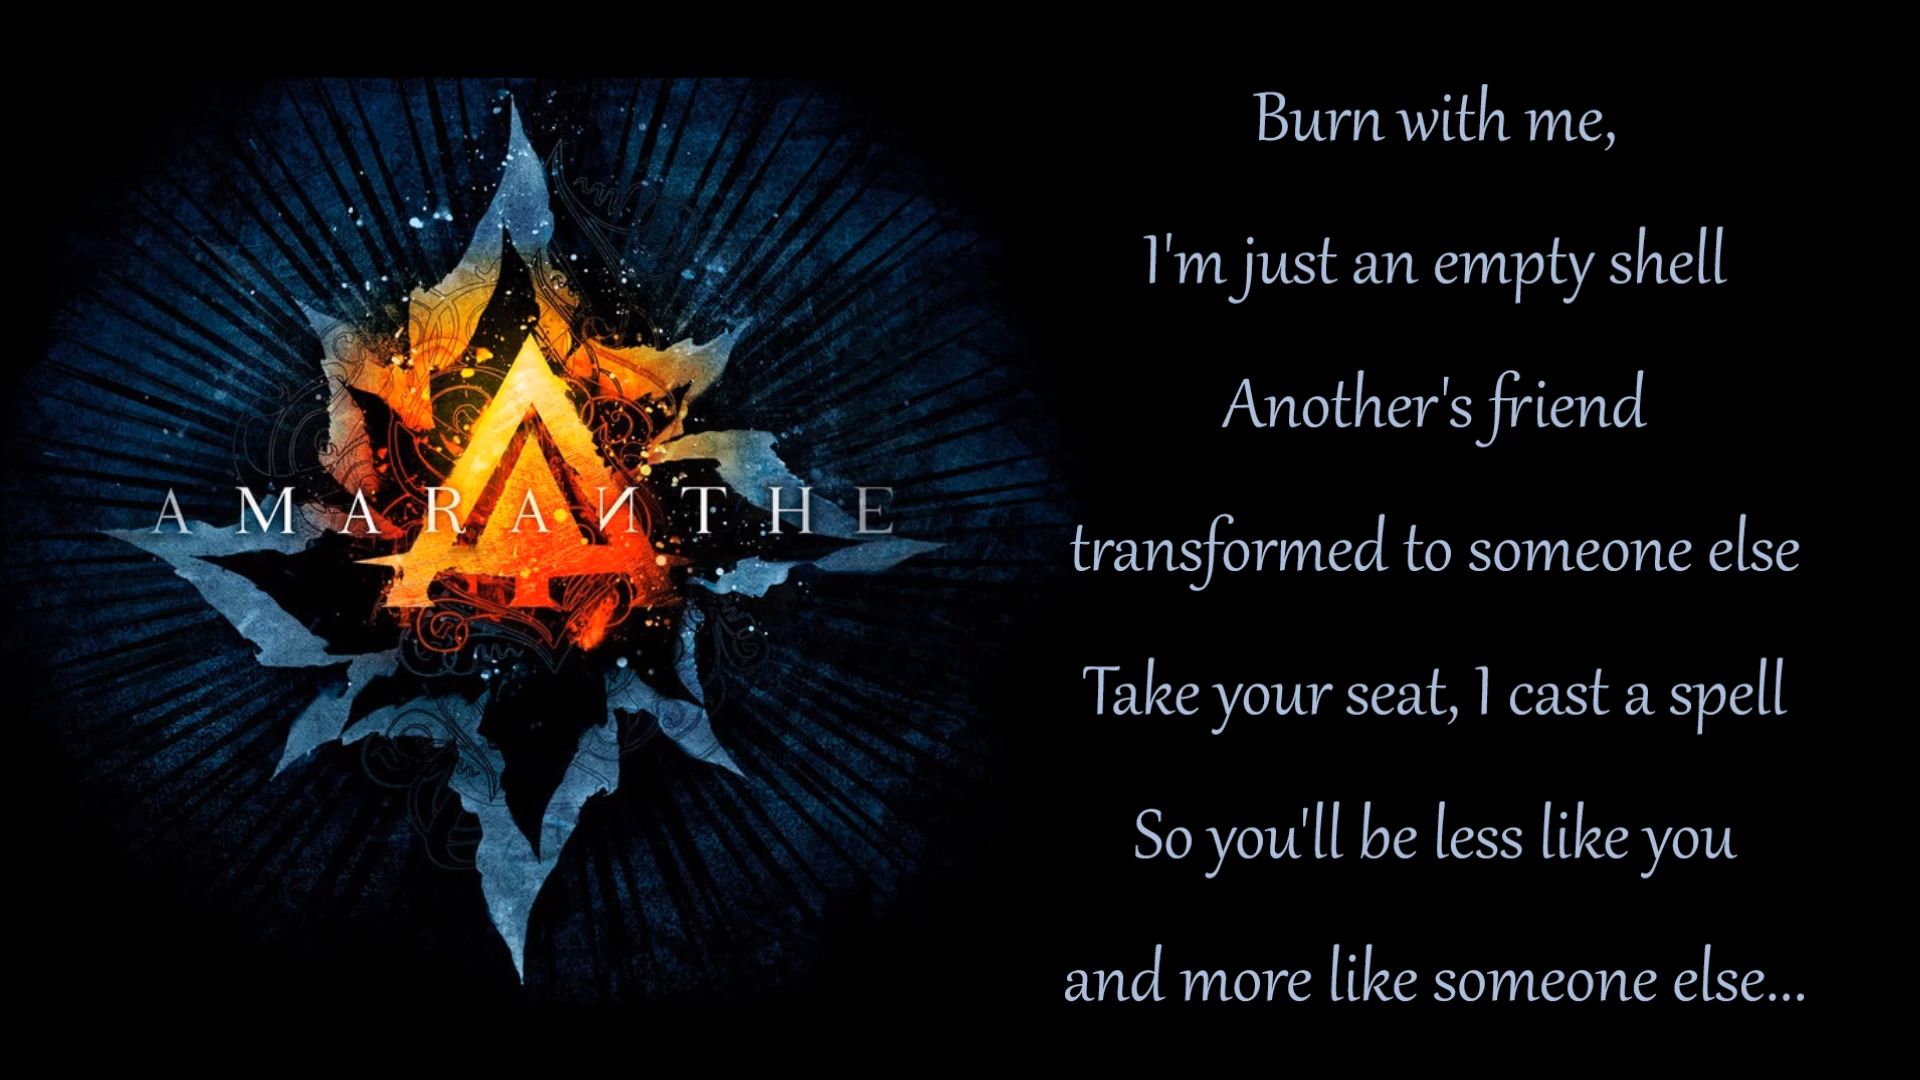 AMARAИTHE
Burn with me,
I'm just an empty shell
Another's friend
transformed to someone else
Take your seat, I cast a spell
So you'll be less like you
and more like someone else...